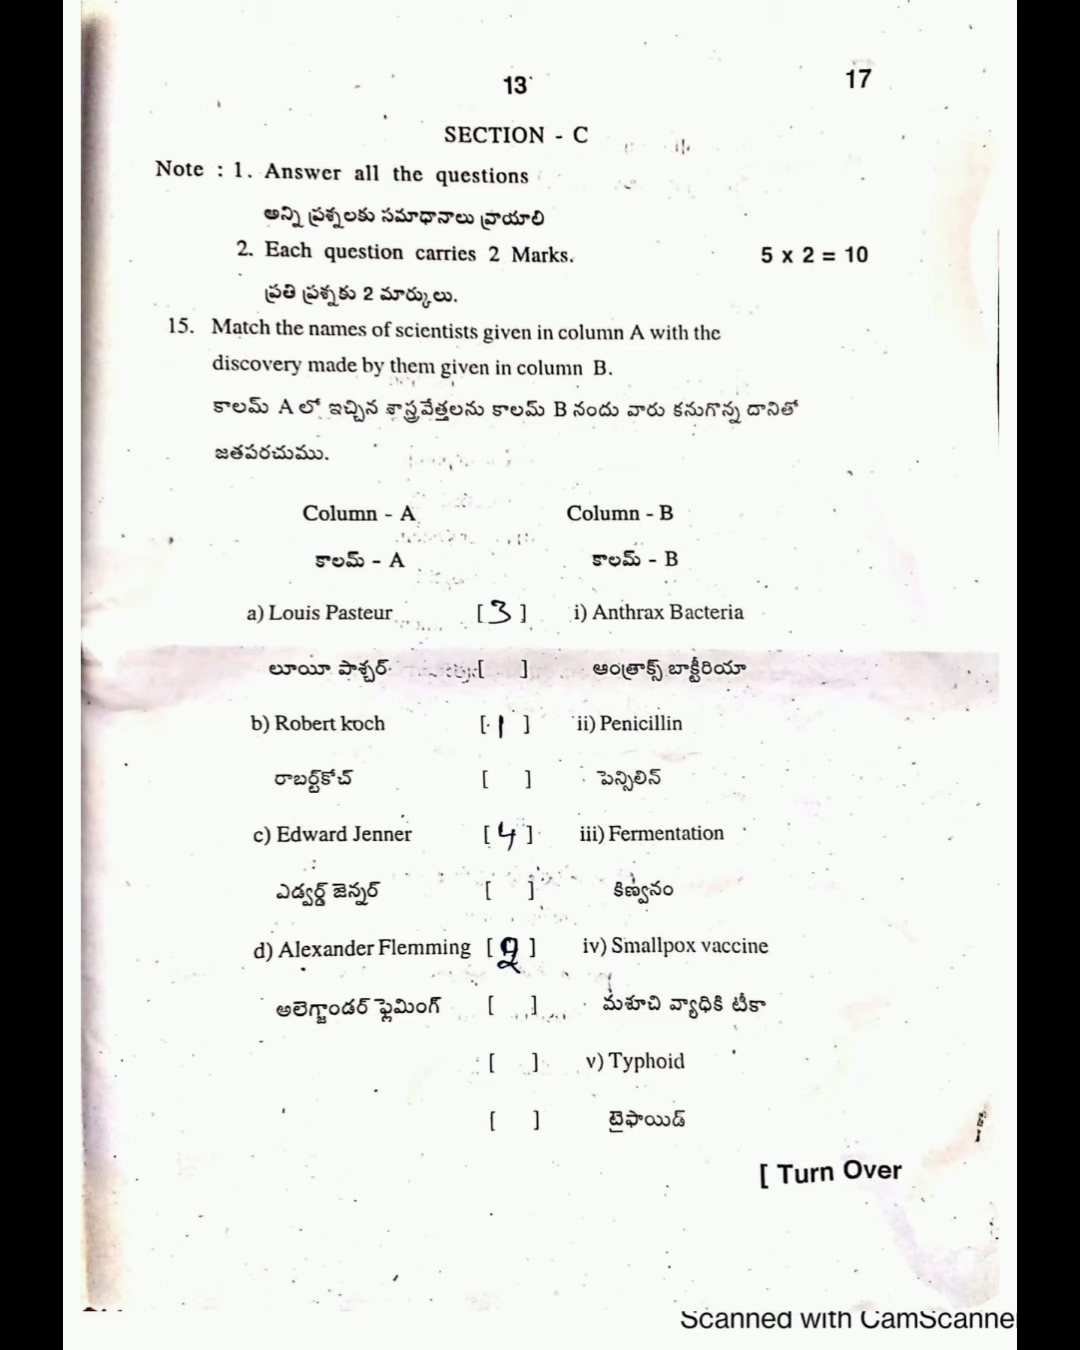 13
17
SECTION - C
Note : 1. Answer all the questions
అన్ని ప్రశ్నలకు సమాధానాలు వ్రాయాలి
2. Each question carries 2 Marks.
5 x 2 = 10
ప్రతి ప్రశ్నకు 2 మార్కులు.
15. Match the names of scientists given in column A with the
discovery made by them given in column B.
కాలమ్ A లో ఇచ్చిన శాస్త్రవేత్తలను కాలమ్ B నందు వారు కనుగొన్న దానితో
జతపరచుము.
Column - A Column - B
కాలమ్ - A కాలమ్ - B
a) Louis Pasteur [ 3 ] i) Anthrax Bacteria
లూయీ పాశ్చర్ [ ] ఆంత్రాక్స్ బాక్టీరియా
b) Robert koch [ 1 ] ii) Penicillin
రాబర్ట్‌కోచ్ [ ] పెన్సిలిన్
c) Edward Jenner [ 4 ] iii) Fermentation
ఎడ్వర్డ్ జెన్నర్ [ ] కిణ్వనం
d) Alexander Flemming [ 2 ] iv) Smallpox vaccine
అలెగ్జాండర్ ఫ్లెమింగ్ [ ] మశూచి వ్యాధికి టీకా
[ ] v) Typhoid
[ ] టైఫాయిడ్
[ Turn Over
Scanned with CamScanne